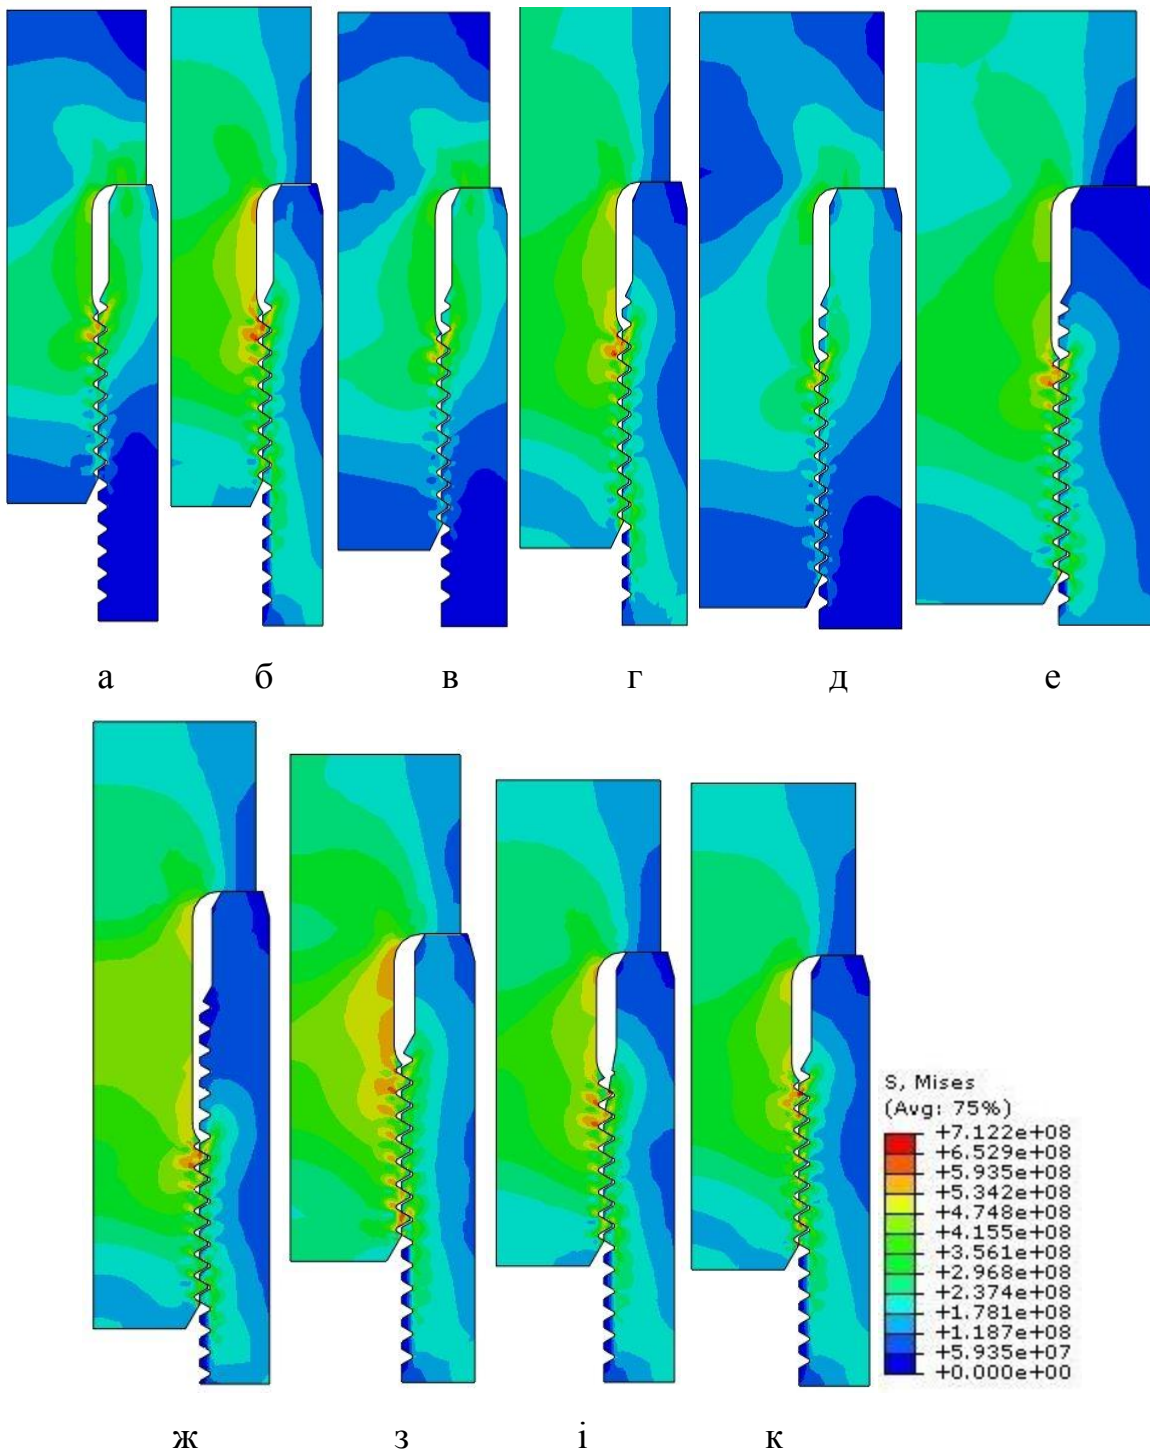 а б в г д е
S, Mises
(Avg: 75%)
+7.122e+08
+6.529e+08
+5.935e+08
+5.342e+08
+4.748e+08
+4.155e+08
+3.561e+08
+2.968e+08
+2.374e+08
+1.781e+08
+1.187e+08
+5.935e+07
+0.000e+00
ж з і к